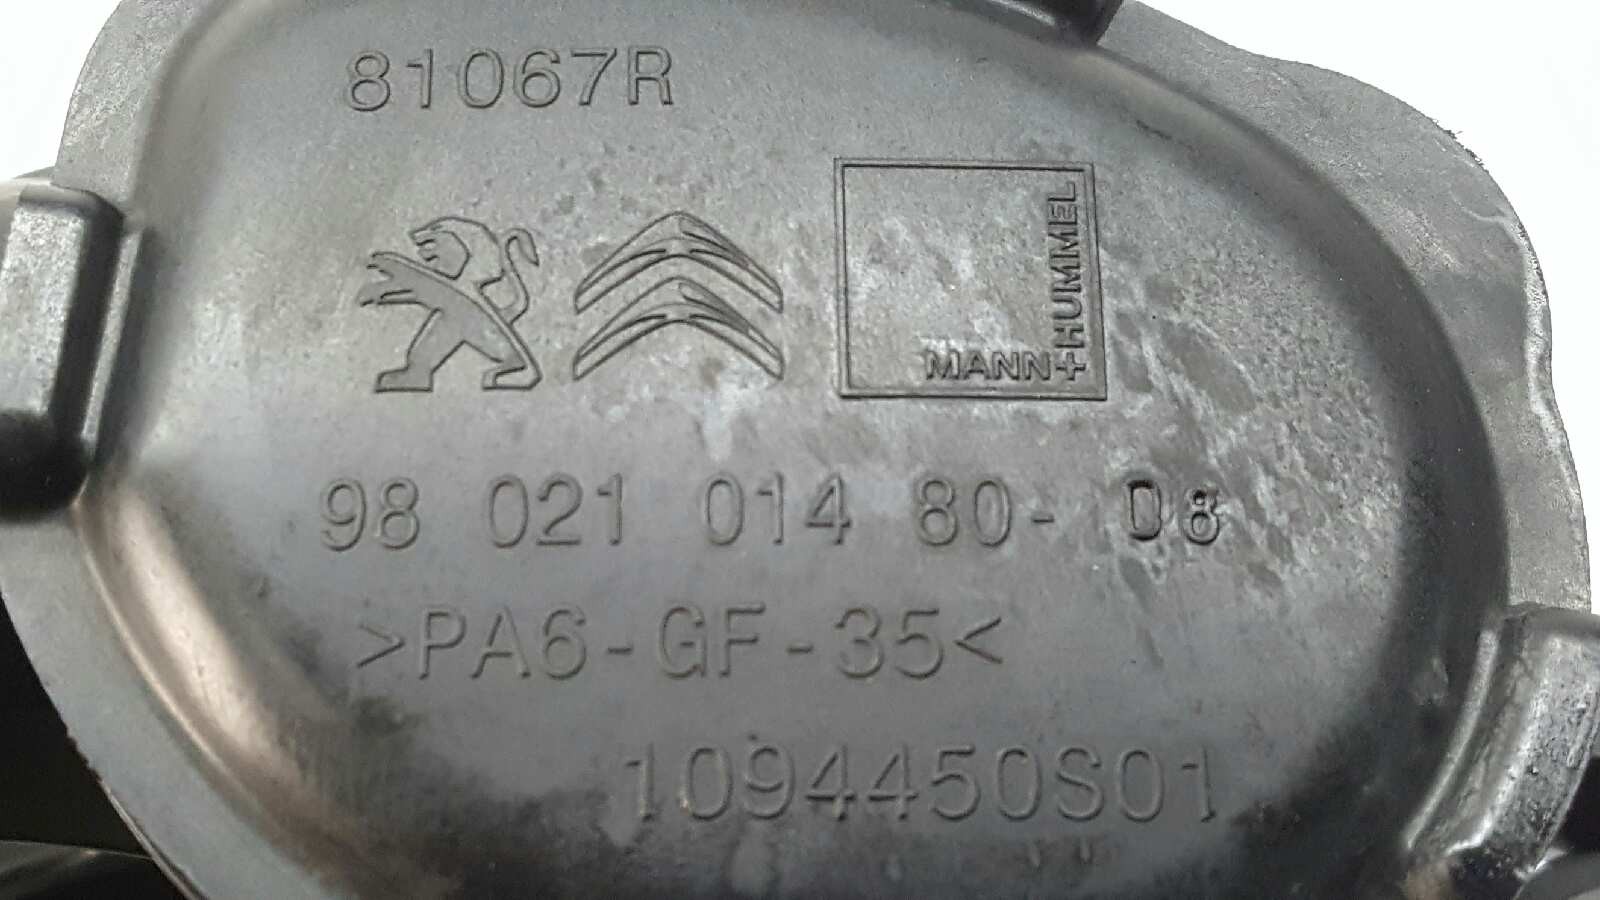 81067R
MANN+HUMMEL
98 021 014 80- D8
>PA6-GF-35<
1094450S01